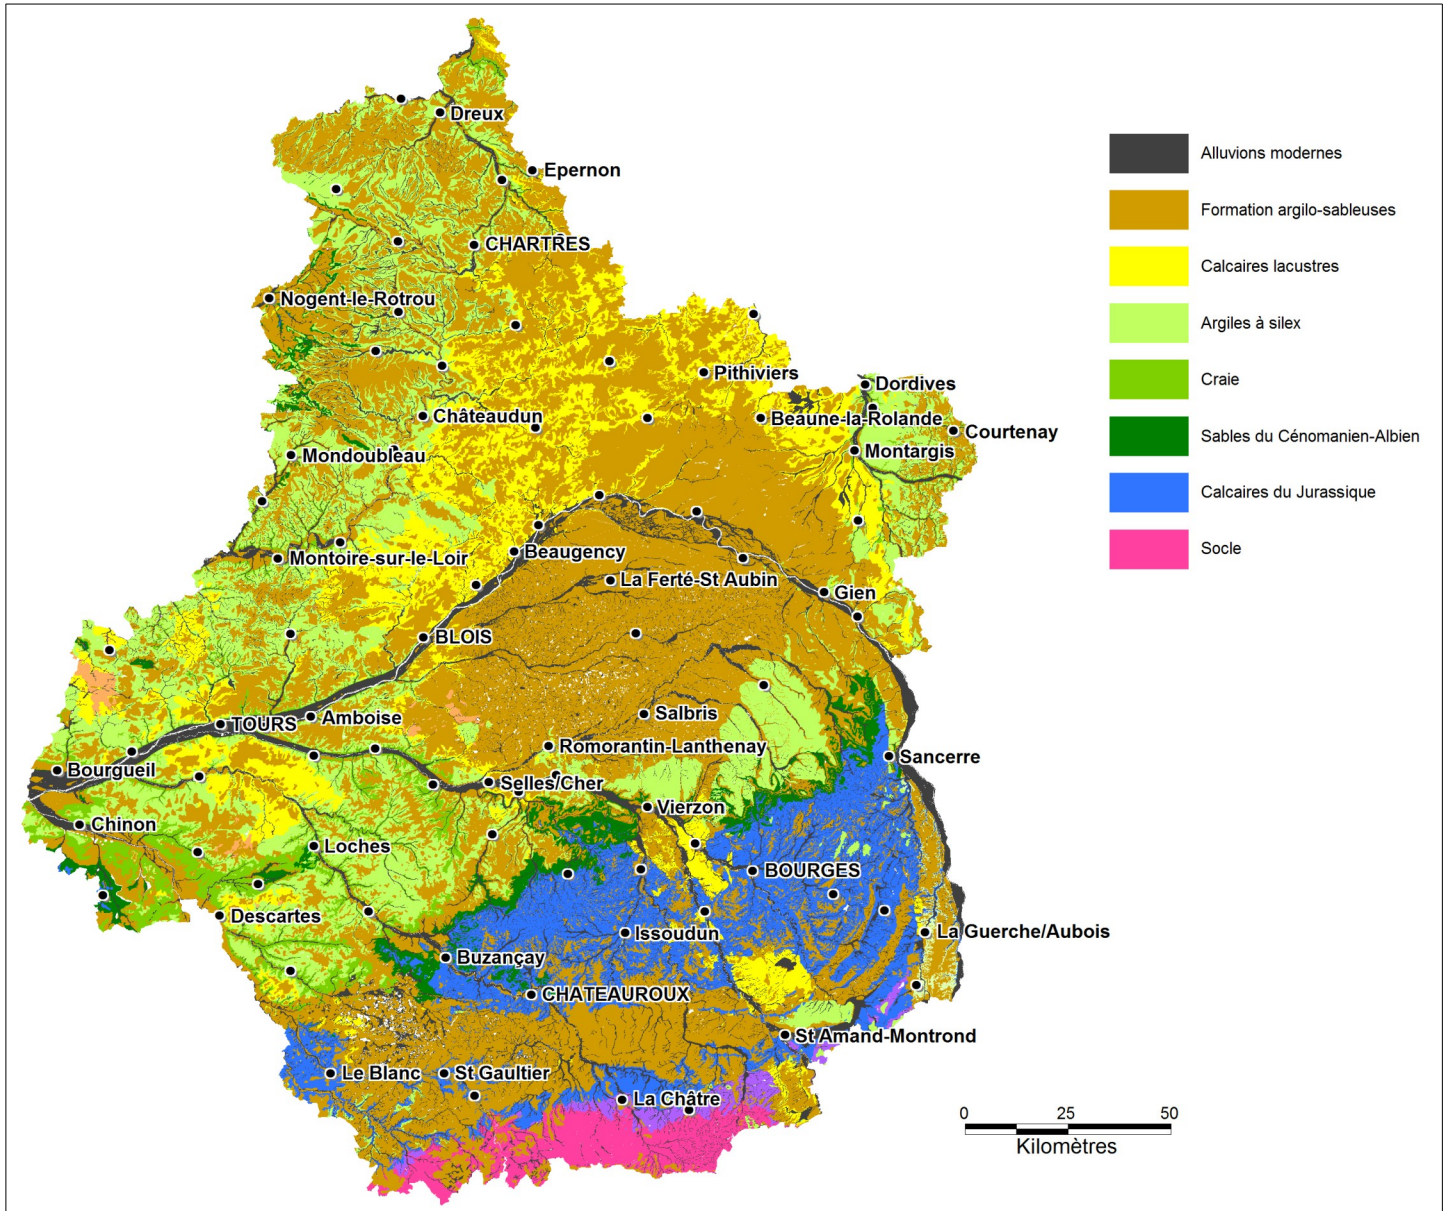 Dreux
Epernon
CHARTRES
Nogent-le-Rotrou
Pithiviers
Dordives
Châteaudun
Beaune-la-Rolande
Courtenay
Mondoubleau
Montargis
Montoire-sur-le-Loir
Beaugency
La Ferté-St Aubin
Gien
BLOIS
TOURS
Amboise
Salbris
Romorantin-Lanthenay
Sancerre
Bourgueil
Selles/Cher
Vierzon
Chinon
Loches
BOURGES
Descartes
Issoudun
La Guerche/Aubois
Buzançay
CHATEAUROUX
St Amand-Montrond
Le Blanc
St Gaultier
La Châtre
Alluvions modernes
Formation argilo-sableuses
Calcaires lacustres
Argiles à silex
Craie
Sables du Cénomanien-Albien
Calcaires du Jurassique
Socle
0 25 50
Kilomètres